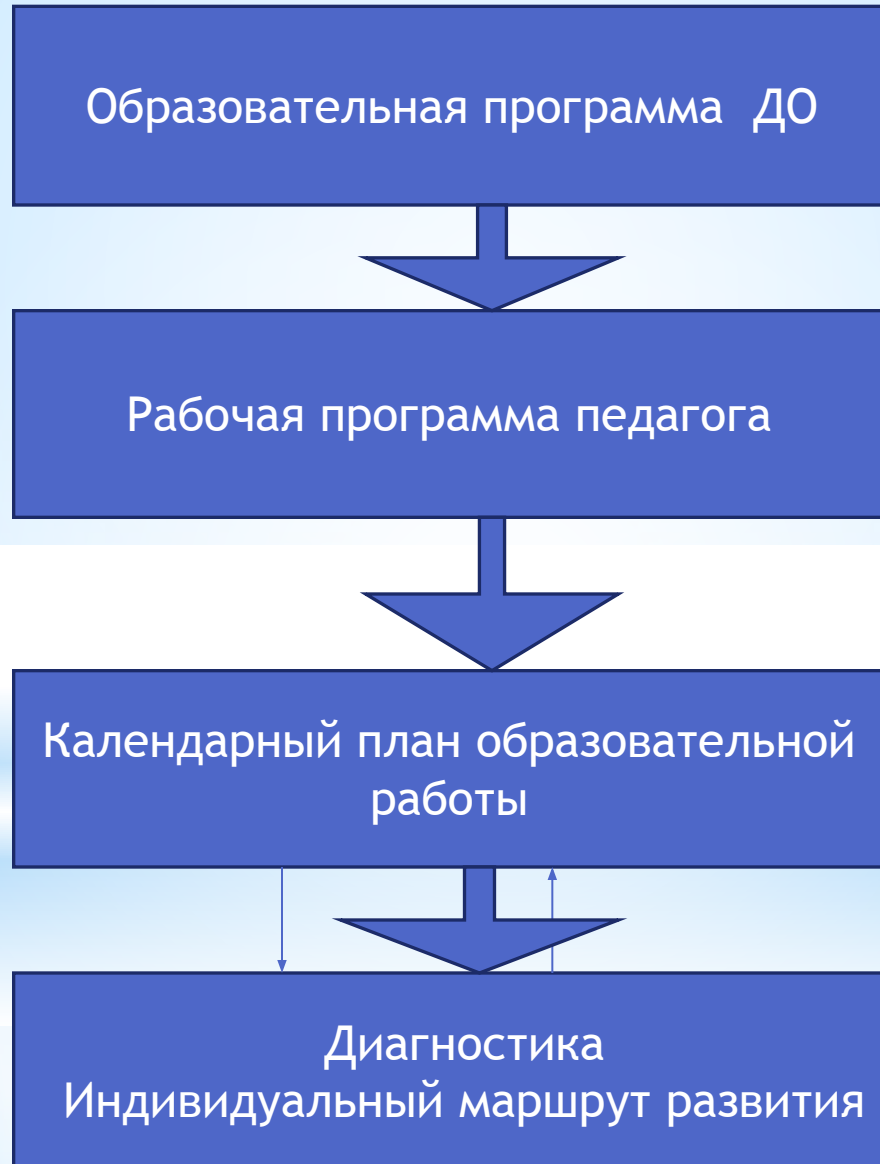 Образовательная программа ДО
Рабочая программа педагога
Календарный план образовательной
работы
Диагностика
Индивидуальный маршрут развития